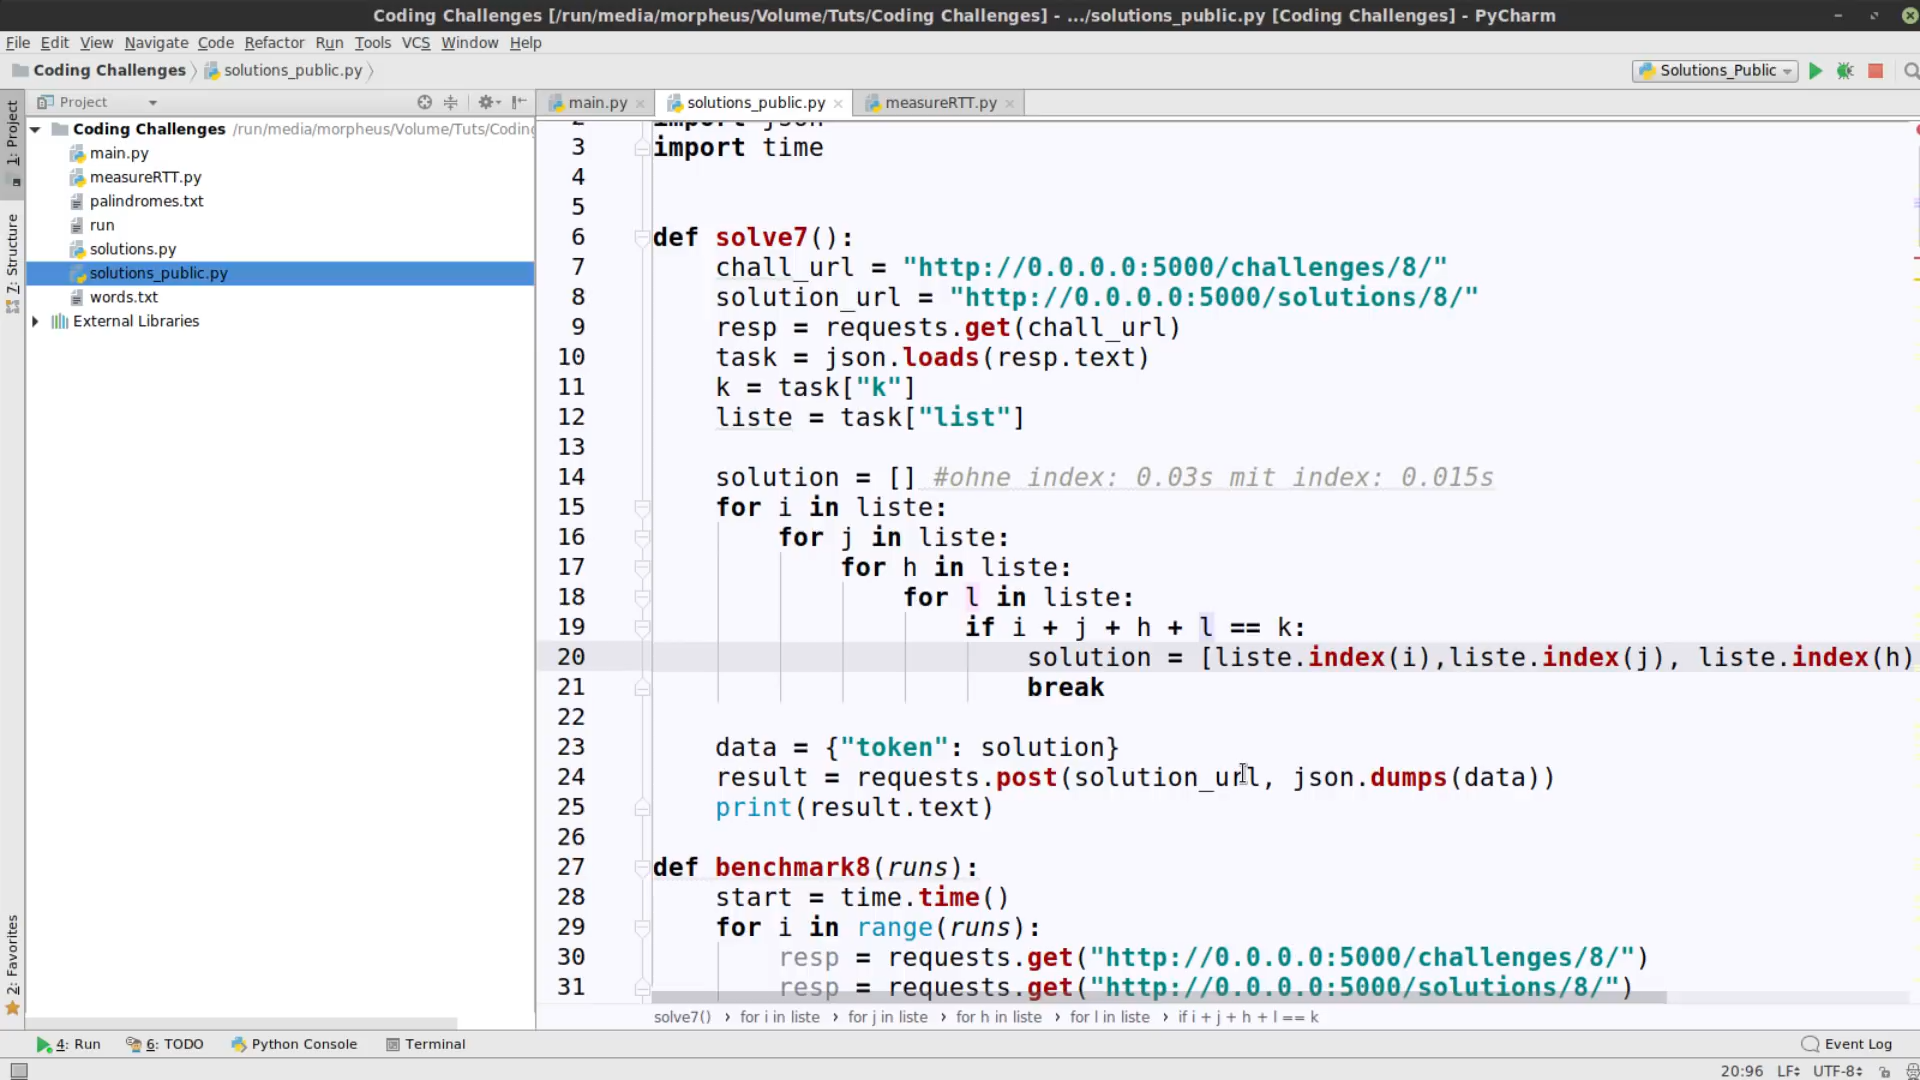 Coding Challenges [/run/media/morpheus/Volume/Tuts/Coding Challenges] - .../solutions_public.py [Coding Challenges] - PyCharm
File Edit View Navigate Code Refactor Run Tools VCS Window Help
Coding Challenges solutions_public.py Solutions_Public
Project
main.py
solutions_public.py
measureRTT.py
1: Project
7: Structure
2: Favorites
Coding Challenges /run/media/morpheus/Volume/Tuts/Coding
main.py
measureRTT.py
palindromes.txt
run
solutions.py
solutions_public.py
words.txt
External Libraries
2 import json
3 import time
4
5
6 def solve7():
7 chall_url = "http://0.0.0.0:5000/challenges/8/"
8 solution_url = "http://0.0.0.0:5000/solutions/8/"
9 resp = requests.get(chall_url)
10 task = json.loads(resp.text)
11 k = task["k"]
12 liste = task["list"]
13
14 solution = [] #ohne index: 0.03s mit index: 0.015s
15 for i in liste:
16 for j in liste:
17 for h in liste:
18 for l in liste:
19 if i + j + h + l == k:
20 solution = [liste.index(i),liste.index(j), liste.index(h)
21 break
22
23 data = {"token": solution}
24 result = requests.post(solution_url, json.dumps(data))
25 print(result.text)
26
27 def benchmark8(runs):
28 start = time.time()
29 for i in range(runs):
30 resp = requests.get("http://0.0.0.0:5000/challenges/8/")
31 resp = requests.get("http://0.0.0.0:5000/solutions/8/")
solve7() for i in liste for j in liste for h in liste for l in liste if i + j + h + l == k
4: Run 6: TODO Python Console Terminal Event Log
20:96 LF UTF-8